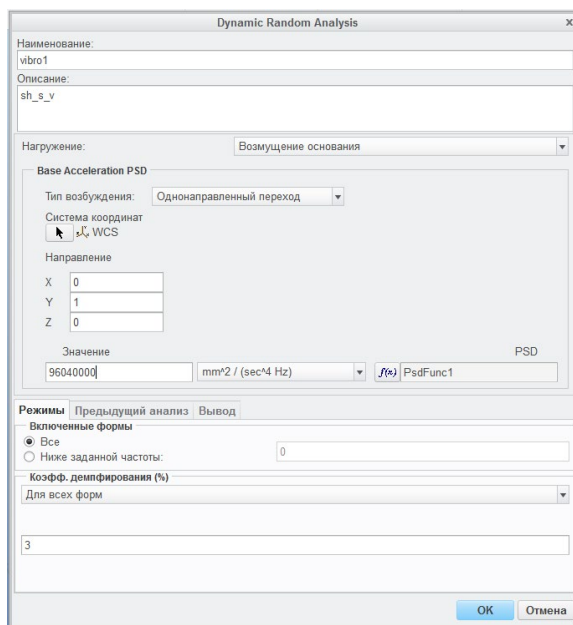 Dynamic Random Analysis x
Наименование:
vibro1
Описание:
sh_s_v
Нагружение: Возмущение основания
Base Acceleration PSD
Тип возбуждения: Однонаправленный переход
Система координат
WCS
Направление
X 0
Y 1
Z 0
Значение PSD
96040000 mm^2 / (sec^4 Hz) f(x) PsdFunc1
Режимы Предыдущий анализ Вывод
Включенные формы
Все
Ниже заданной частоты: 0
Коэфф. демпфирования (%)
Для всех форм
3
OK Отмена